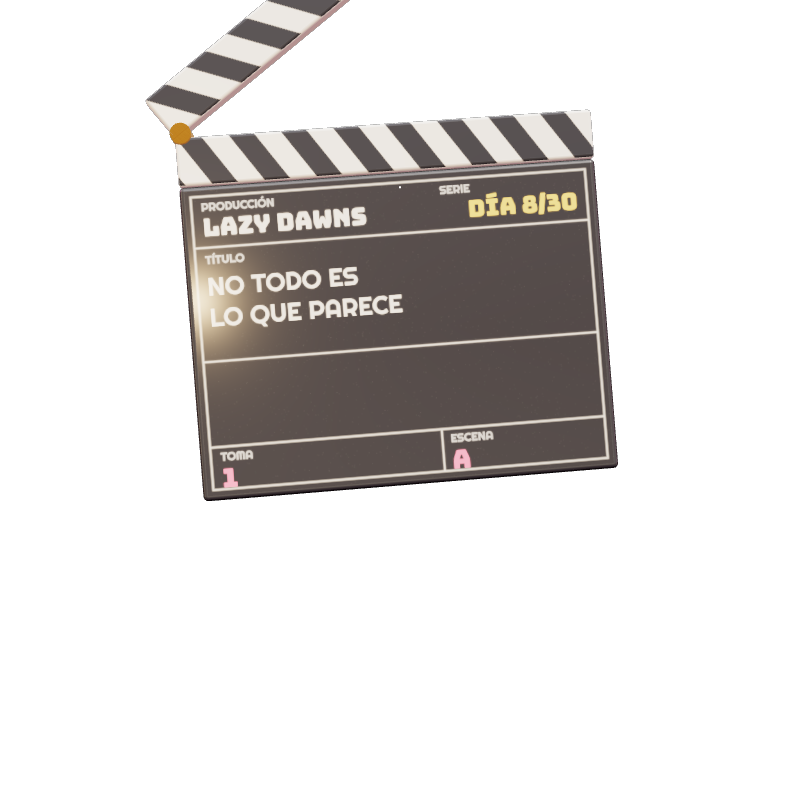 PRODUCCIÓN
LAZY DAWNS
SERIE
DÍA 8/30
TÍTULO
NO TODO ES
LO QUE PARECE
TOMA
1
ESCENA
A